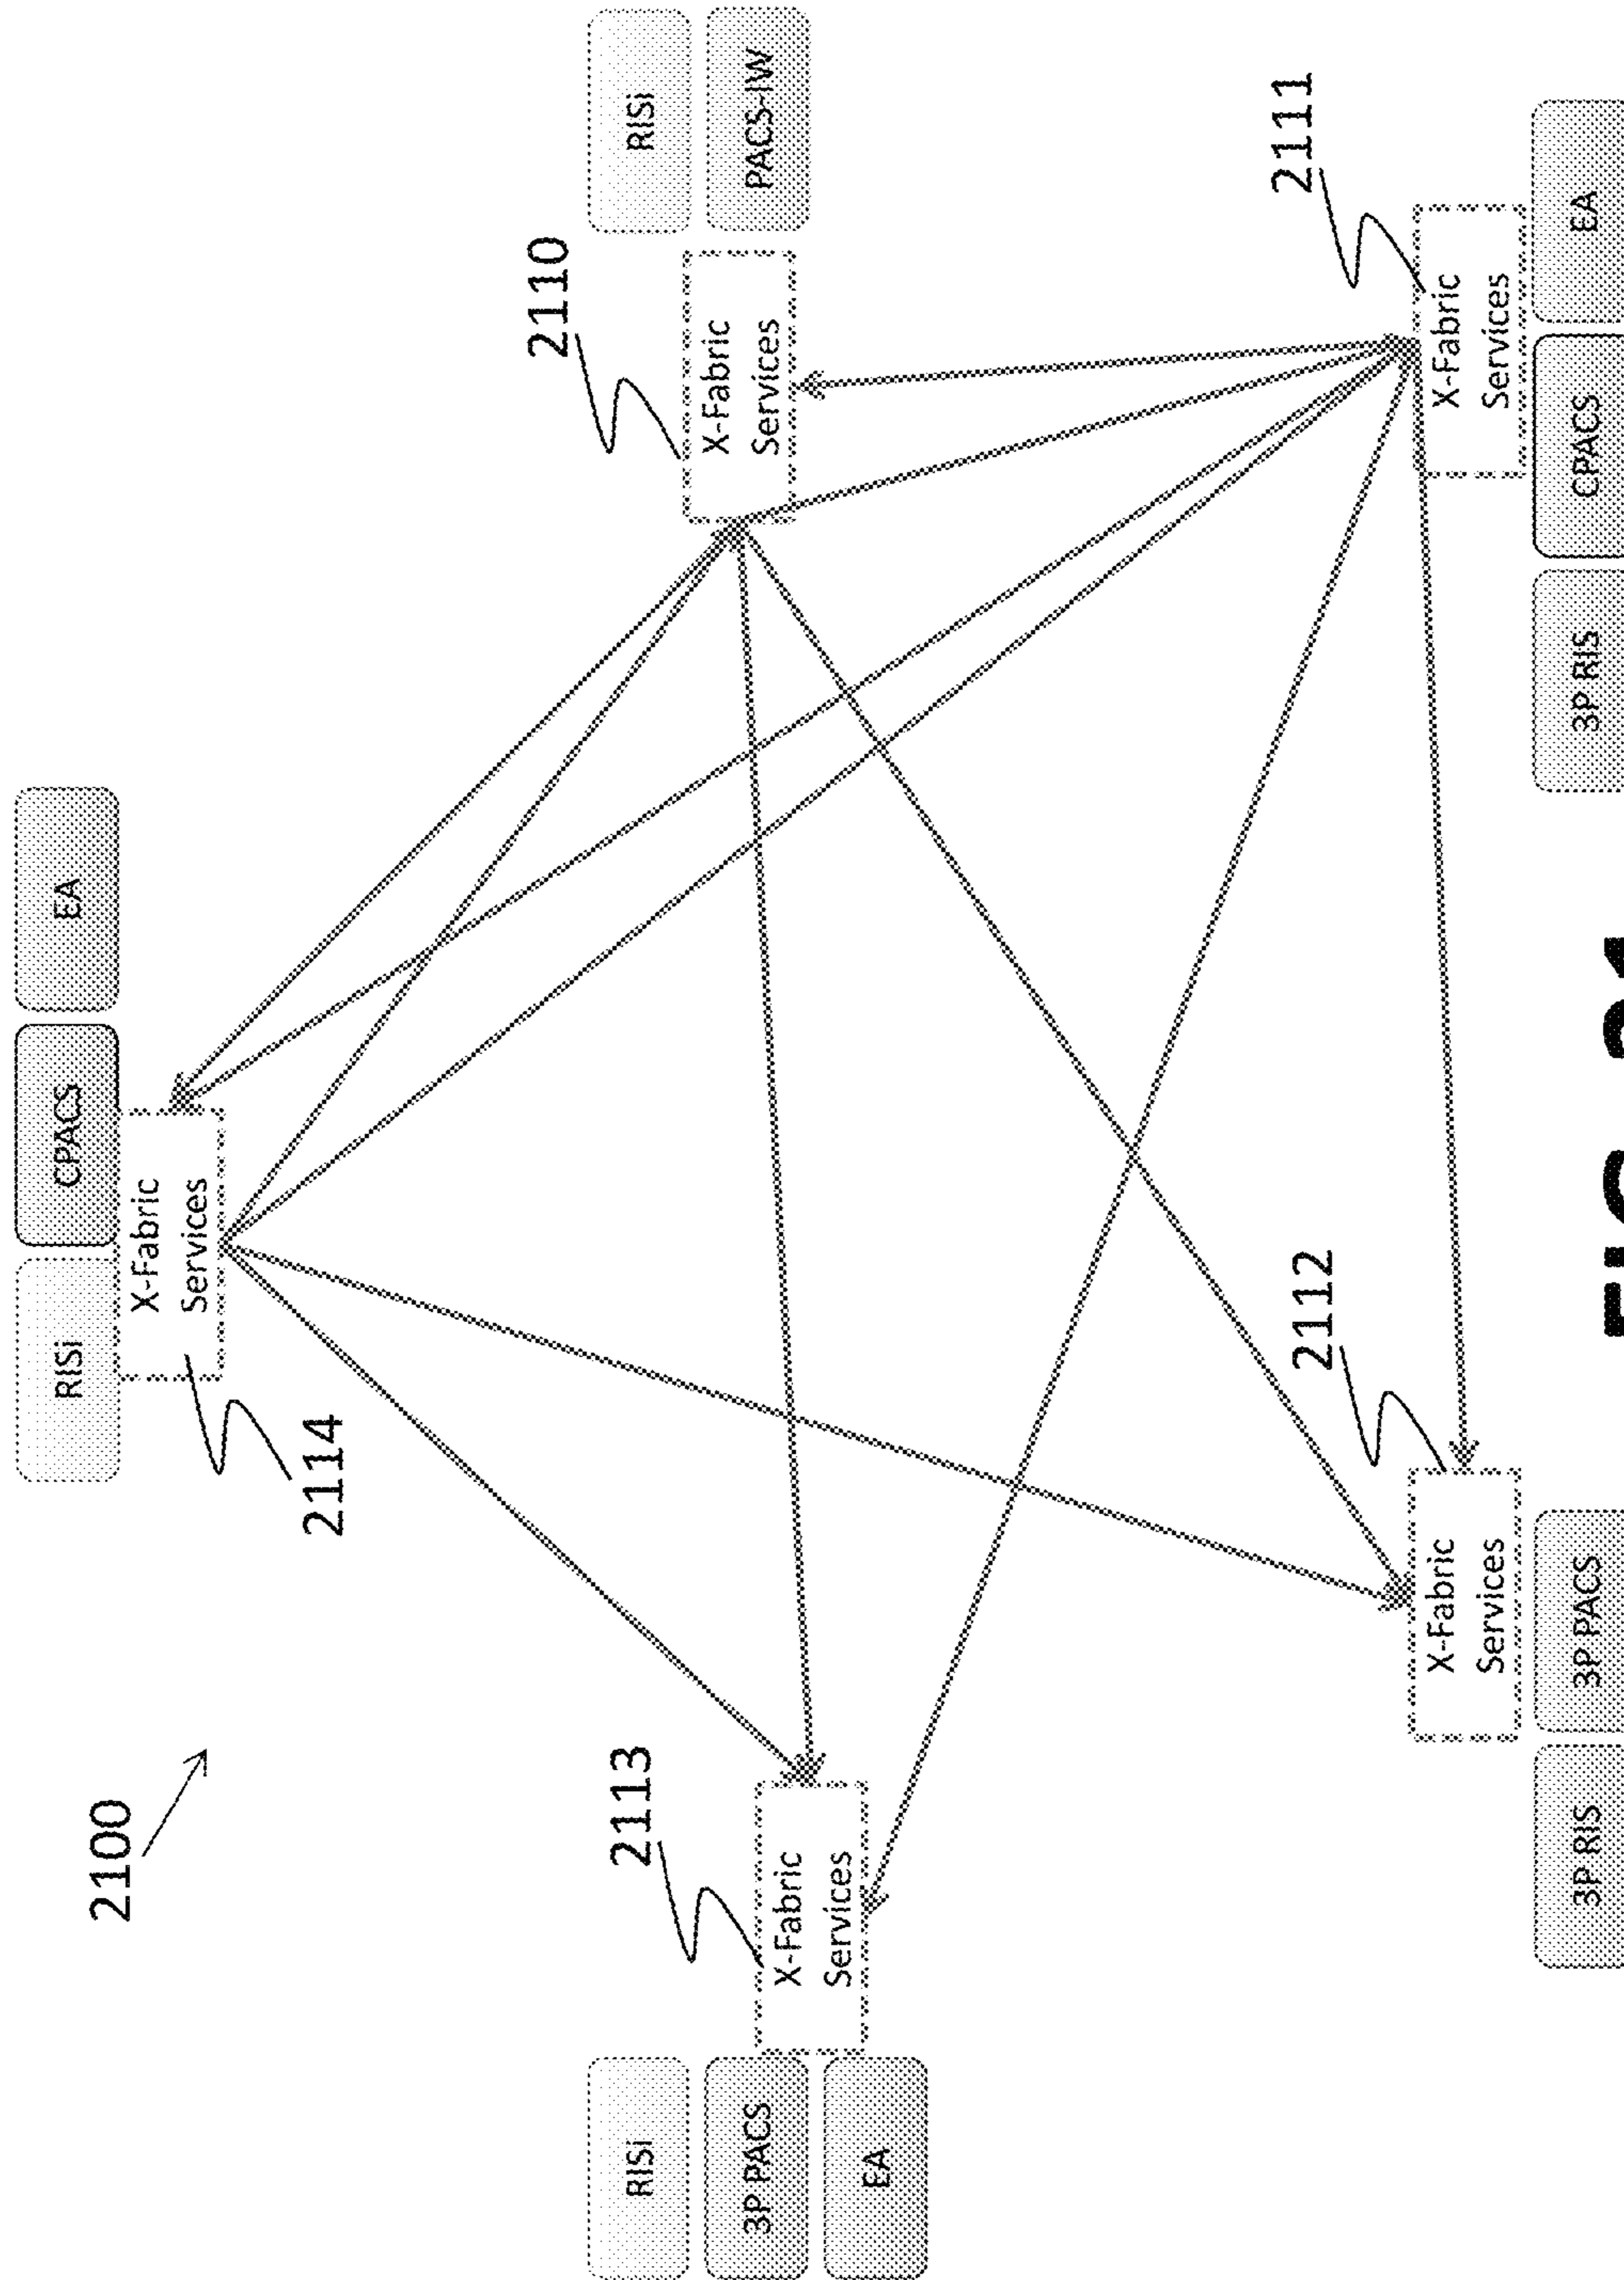 RISi
CPACS
EA
2100
X-Fabric
Services
2114
2110
RISi
3P PACS
EA
2113
X-Fabric
Services
X-Fabric
Services
RISi
PACS-IW
2112
2111
X-Fabric
Services
X-Fabric
Services
3P RIS
3P PACS
3P RIS
CPACS
EA